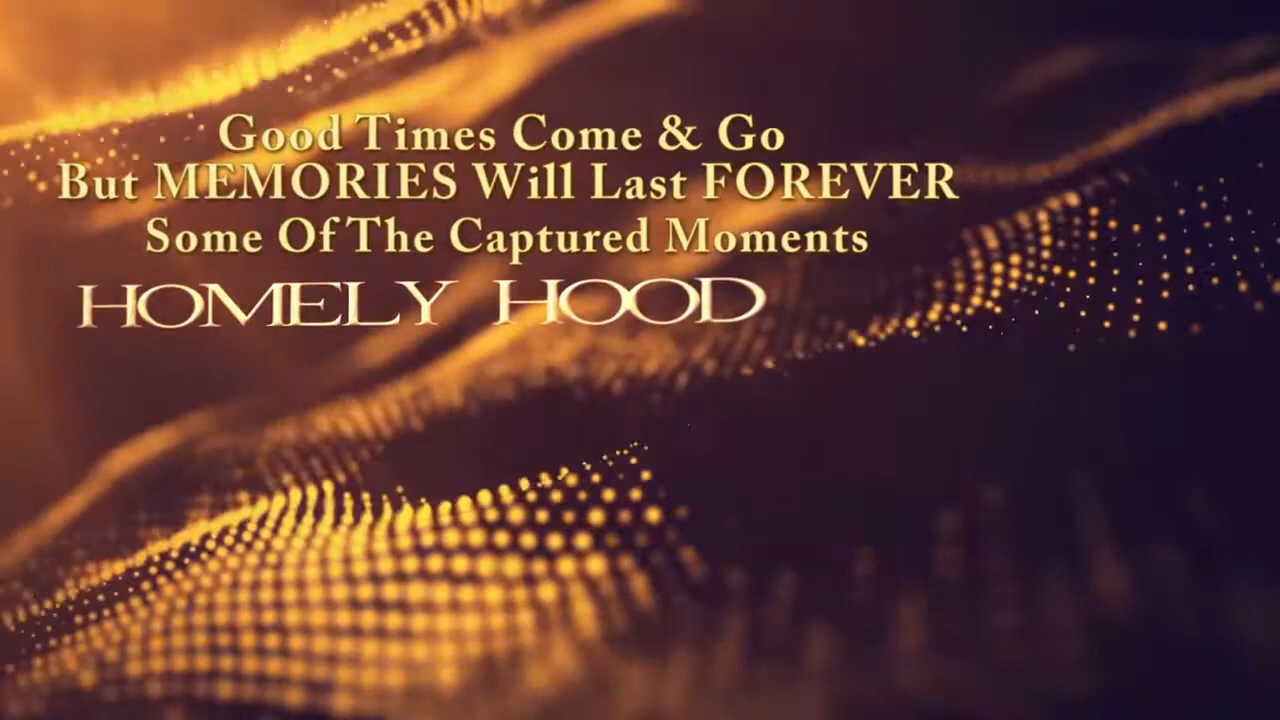 Good Times Come & Go
But MEMORIES Will Last FOREVER
Some Of The Captured Moments
HOMELY HOOD